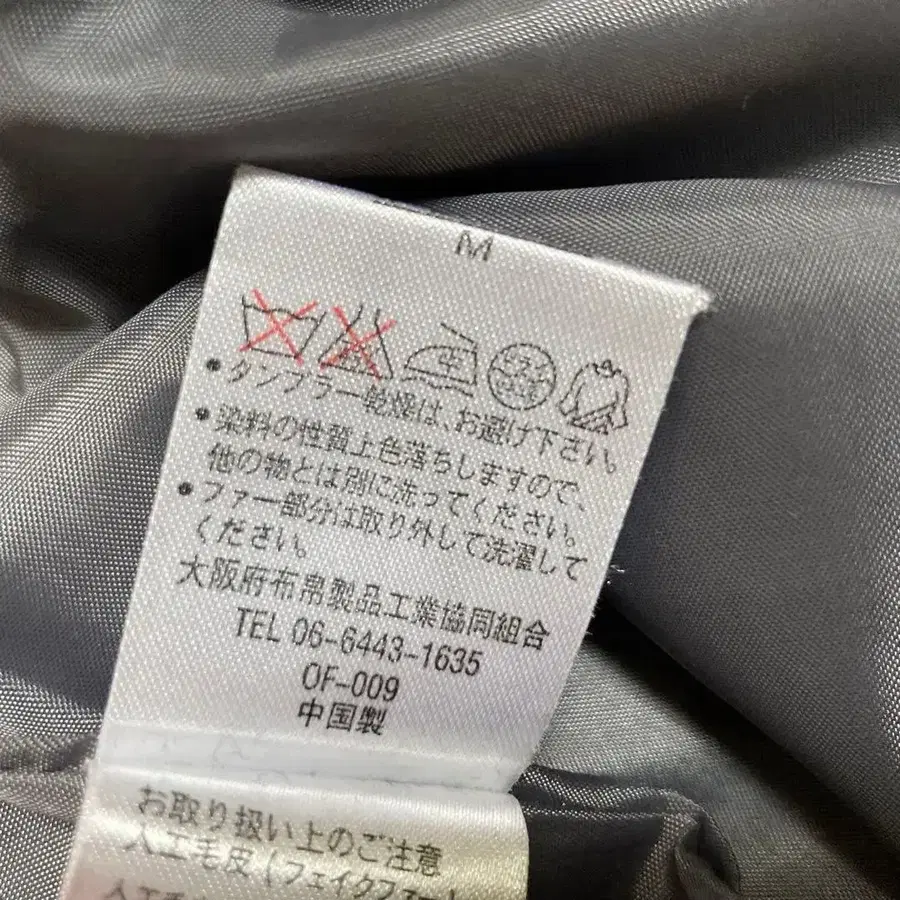 M
• タンブラー乾燥は、お避け下さい。
• 染料の性質上色落ちしますので、
他の物とは別に洗ってください。
• ファー部分は取り外して洗濯して
ください。
大阪府布帛製品工業協同組合
TEL 06-6443-1635
OF-009
中国製
お取り扱い上のご注意
人工毛皮（フェイクファー